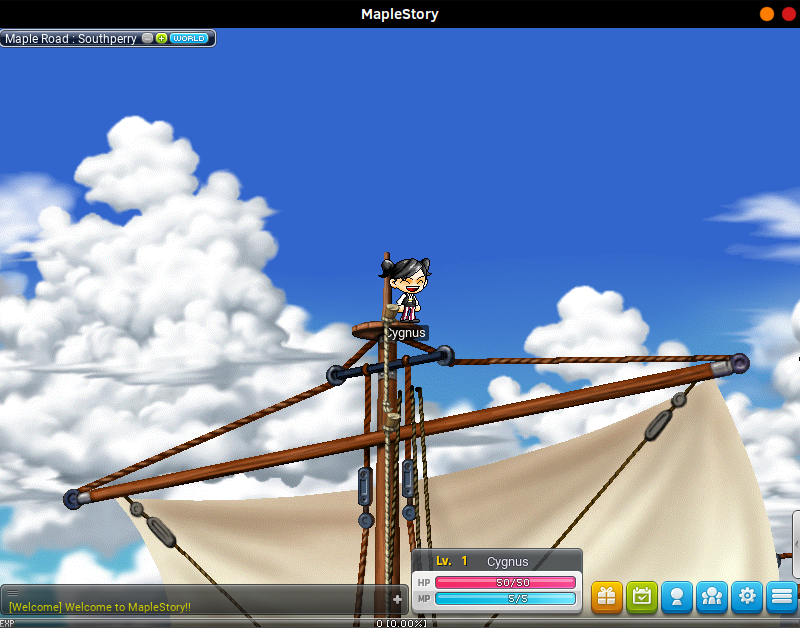 MapleStory
Maple Road : Southperry
WORLD
Cygnus
Lv. 1 Cygnus
HP 50/50
MP 5/5
[Welcome] Welcome to MapleStory!!
EXP 0 [0.00%]